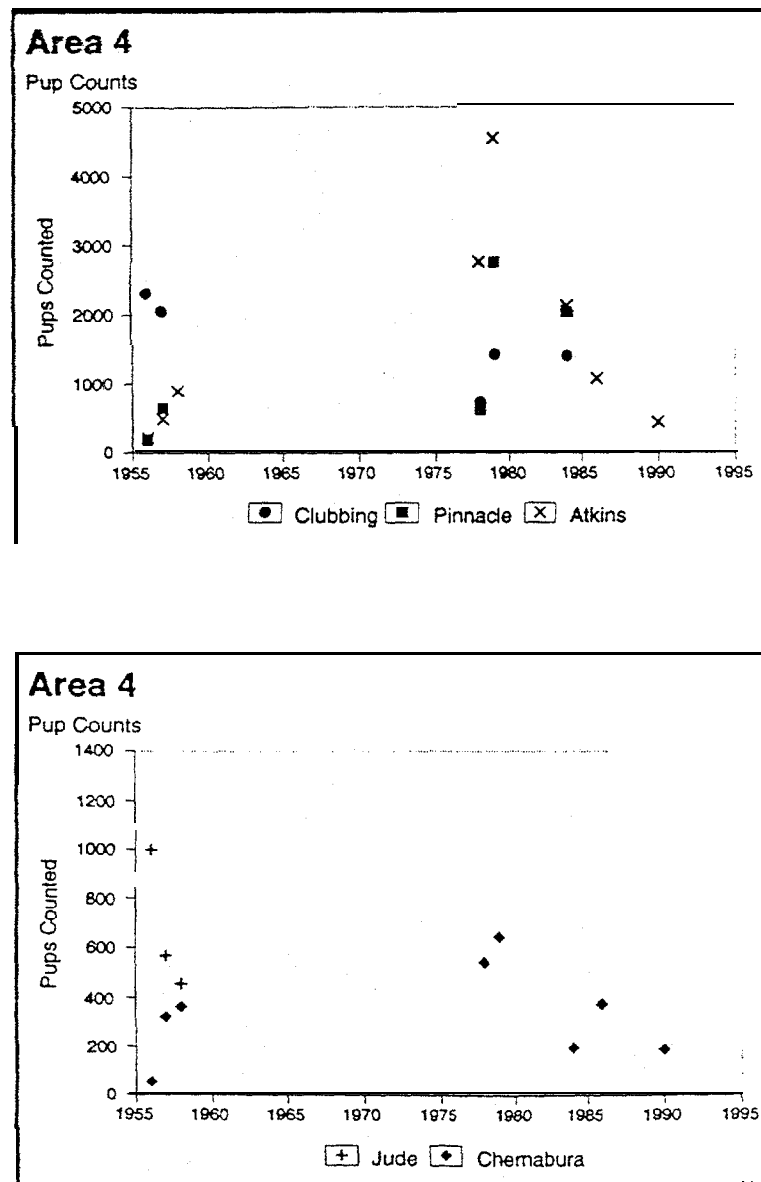 Area 4
Pup Counts
5000
4000
3000
2000
1000
0
Pups Counted
1955 1960 1965 1970 1975 1980 1985 1990 1995
Clubbing Pinnacle Atkins
Area 4
Pup Counts
1400
1200
1000
800
600
400
200
0
Pups Counted
1955 1960 1965 1970 1975 1980 1985 1990 1995
Jude Chernabura